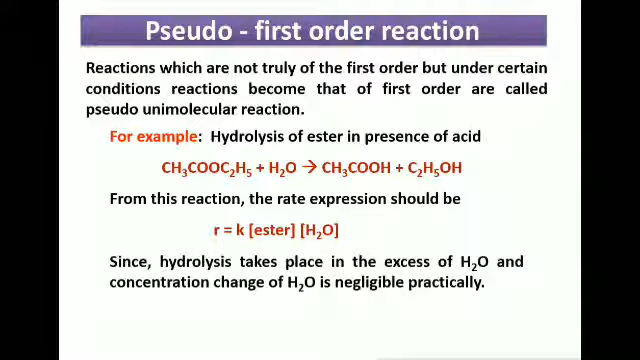 Pseudo - first order reaction
Reactions which are not truly of the first order but under certain
conditions reactions become that of first order are called
pseudo unimolecular reaction.
For example: Hydrolysis of ester in presence of acid
CH₃COOC₂H₅ + H₂O → CH₃COOH + C₂H₅OH
From this reaction, the rate expression should be
r = k [ester] [H₂O]
Since, hydrolysis takes place in the excess of H₂O and
concentration change of H₂O is negligible practically.